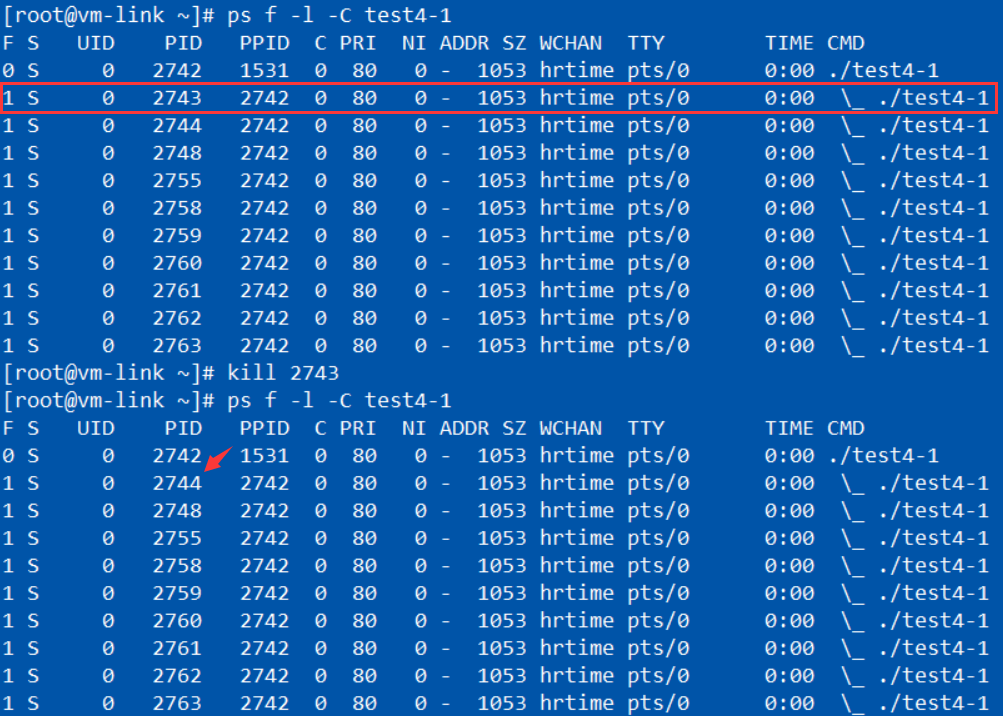 [root@vm-link ~]# ps f -l -C test4-1
F S   UID    PID   PPID  C PRI  NI ADDR SZ WCHAN  TTY        TIME CMD
0 S     0   2742   1531  0  80   0 -  1053 hrtime pts/0      0:00 ./test4-1
1 S     0   2743   2742  0  80   0 -  1053 hrtime pts/0      0:00  \_ ./test4-1
1 S     0   2744   2742  0  80   0 -  1053 hrtime pts/0      0:00  \_ ./test4-1
1 S     0   2748   2742  0  80   0 -  1053 hrtime pts/0      0:00  \_ ./test4-1
1 S     0   2755   2742  0  80   0 -  1053 hrtime pts/0      0:00  \_ ./test4-1
1 S     0   2758   2742  0  80   0 -  1053 hrtime pts/0      0:00  \_ ./test4-1
1 S     0   2759   2742  0  80   0 -  1053 hrtime pts/0      0:00  \_ ./test4-1
1 S     0   2760   2742  0  80   0 -  1053 hrtime pts/0      0:00  \_ ./test4-1
1 S     0   2761   2742  0  80   0 -  1053 hrtime pts/0      0:00  \_ ./test4-1
1 S     0   2762   2742  0  80   0 -  1053 hrtime pts/0      0:00  \_ ./test4-1
1 S     0   2763   2742  0  80   0 -  1053 hrtime pts/0      0:00  \_ ./test4-1
[root@vm-link ~]# kill 2743
[root@vm-link ~]# ps f -l -C test4-1
F S   UID    PID   PPID  C PRI  NI ADDR SZ WCHAN  TTY        TIME CMD
0 S     0   2742   1531  0  80   0 -  1053 hrtime pts/0      0:00 ./test4-1
1 S     0   2744   2742  0  80   0 -  1053 hrtime pts/0      0:00  \_ ./test4-1
1 S     0   2748   2742  0  80   0 -  1053 hrtime pts/0      0:00  \_ ./test4-1
1 S     0   2755   2742  0  80   0 -  1053 hrtime pts/0      0:00  \_ ./test4-1
1 S     0   2758   2742  0  80   0 -  1053 hrtime pts/0      0:00  \_ ./test4-1
1 S     0   2759   2742  0  80   0 -  1053 hrtime pts/0      0:00  \_ ./test4-1
1 S     0   2760   2742  0  80   0 -  1053 hrtime pts/0      0:00  \_ ./test4-1
1 S     0   2761   2742  0  80   0 -  1053 hrtime pts/0      0:00  \_ ./test4-1
1 S     0   2762   2742  0  80   0 -  1053 hrtime pts/0      0:00  \_ ./test4-1
1 S     0   2763   2742  0  80   0 -  1053 hrtime pts/0      0:00  \_ ./test4-1